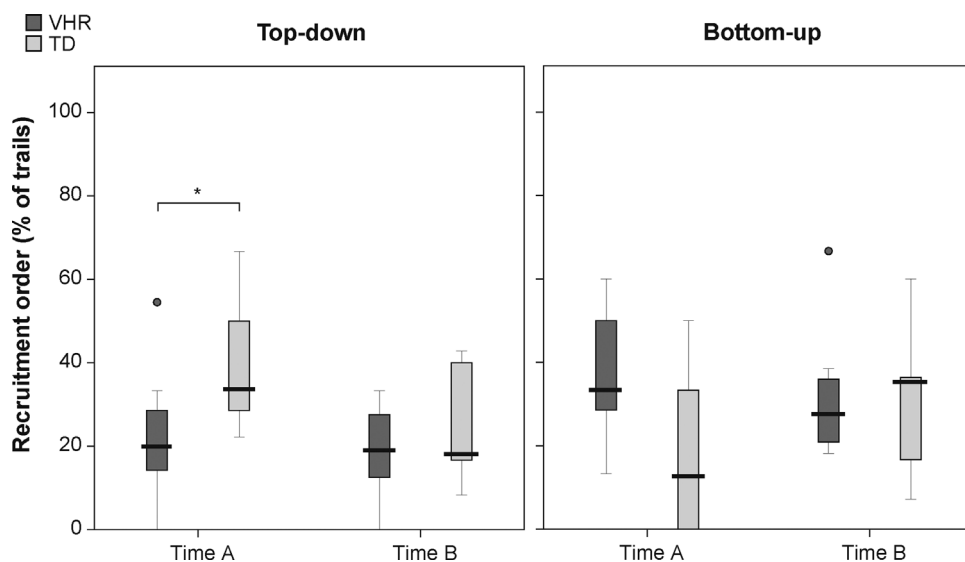 VHR
TD
Top-down
Bottom-up
Recruitment order (% of trails)
100
80
60
40
20
0
*
Time A
Time B
Time A
Time B